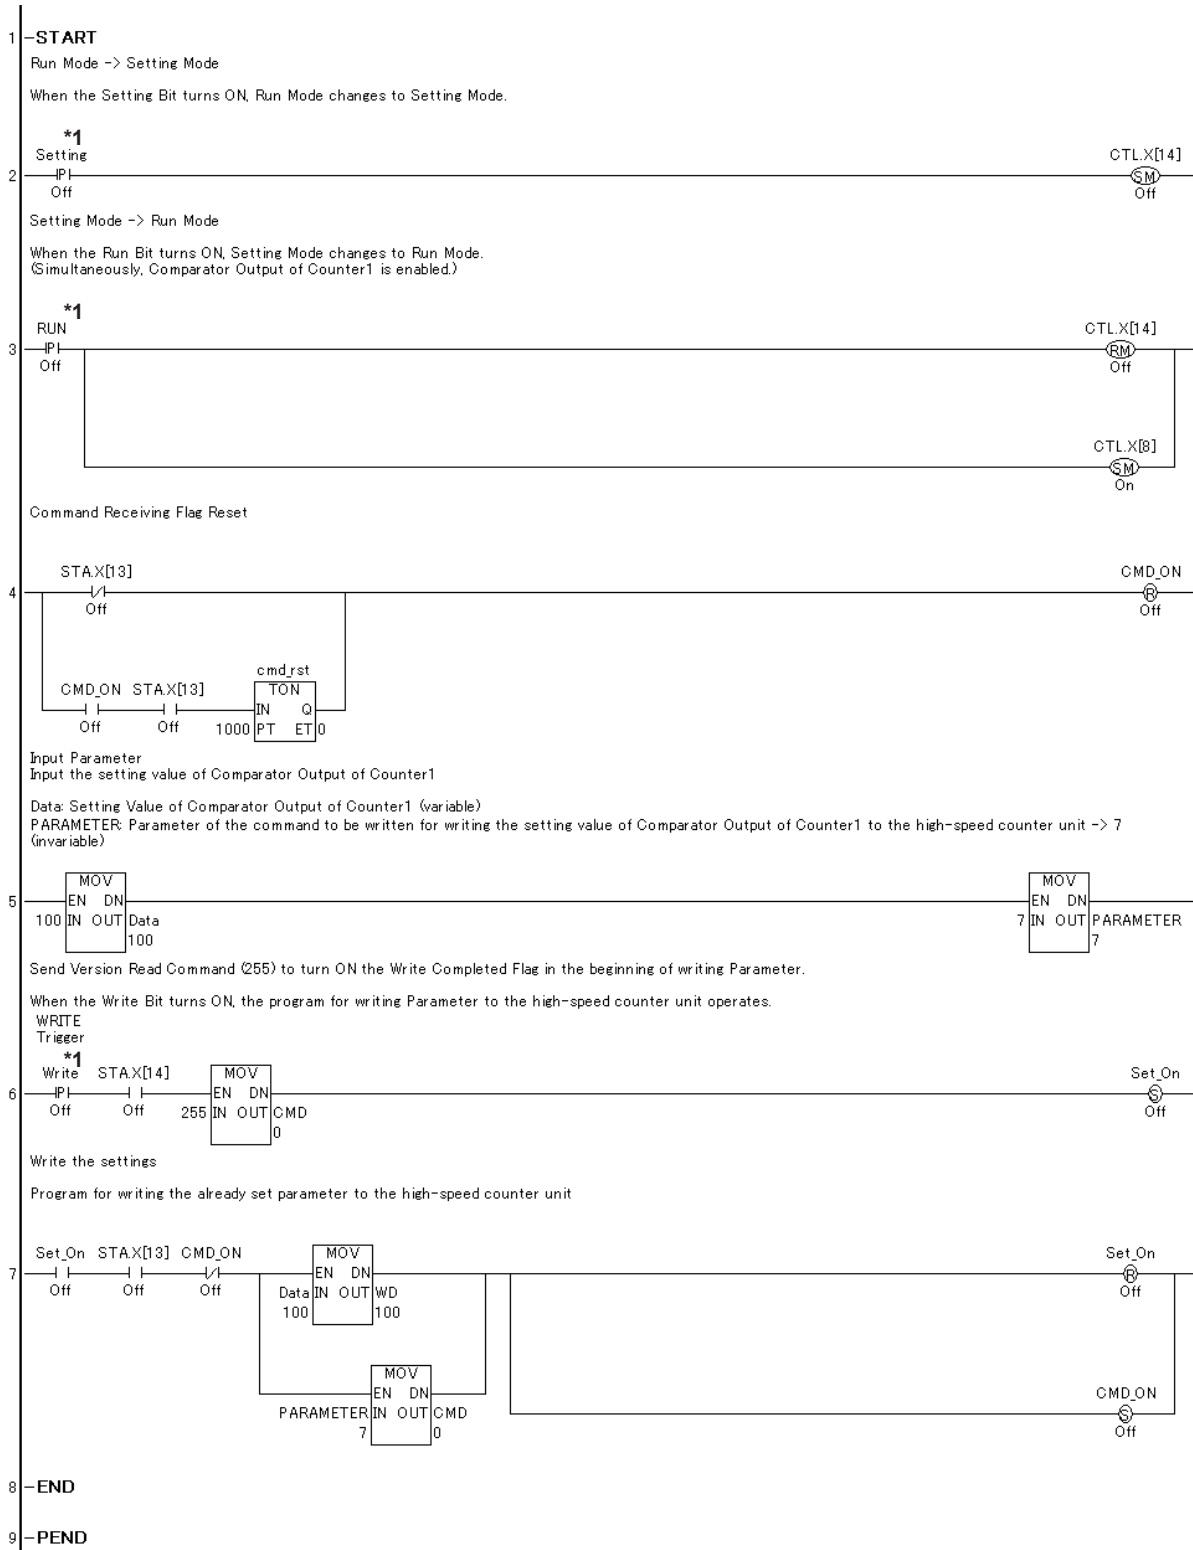 1 -START
Run Mode -> Setting Mode
When the Setting Bit turns ON, Run Mode changes to Setting Mode.
*1
Setting CTL.X[14]
2 P SM
Off Off
Setting Mode -> Run Mode
When the Run Bit turns ON, Setting Mode changes to Run Mode.
(Simultaneously, Comparator Output of Counter1 is enabled.)
*1
RUN CTL.X[14]
3 P RM
Off Off
CTL.X[8]
SM
On
Command Receiving Flag Reset
STA.X[13] CMD_ON
4 R
Off Off
cmd_rst
CMD_ON STA.X[13] TON
IN Q
Off Off 1000 PT ET 0
Input Parameter
Input the setting value of Comparator Output of Counter1
Data: Setting Value of Comparator Output of Counter1 (variable)
PARAMETER: Parameter of the command to be written for writing the setting value of Comparator Output of Counter1 to the high-speed counter unit -> 7
(invariable)
MOV MOV
5 EN DN EN DN
100 IN OUT Data 7 IN OUT PARAMETER
100 7
Send Version Read Command (255) to turn ON the Write Completed Flag in the beginning of writing Parameter.
When the Write Bit turns ON, the program for writing Parameter to the high-speed counter unit operates.
WRITE
Trigger
*1
Write STA.X[14] MOV Set_On
6 P EN DN S
Off Off 255 IN OUT CMD Off
0
Write the settings
Program for writing the already set parameter to the high-speed counter unit
Set_On STA.X[13] CMD_ON MOV Set_On
7 EN DN R
Off Off Off Data IN OUT WD Off
100 100
MOV
EN DN CMD_ON
PARAMETER IN OUT CMD S
7 0 Off
8 -END
9 -PEND